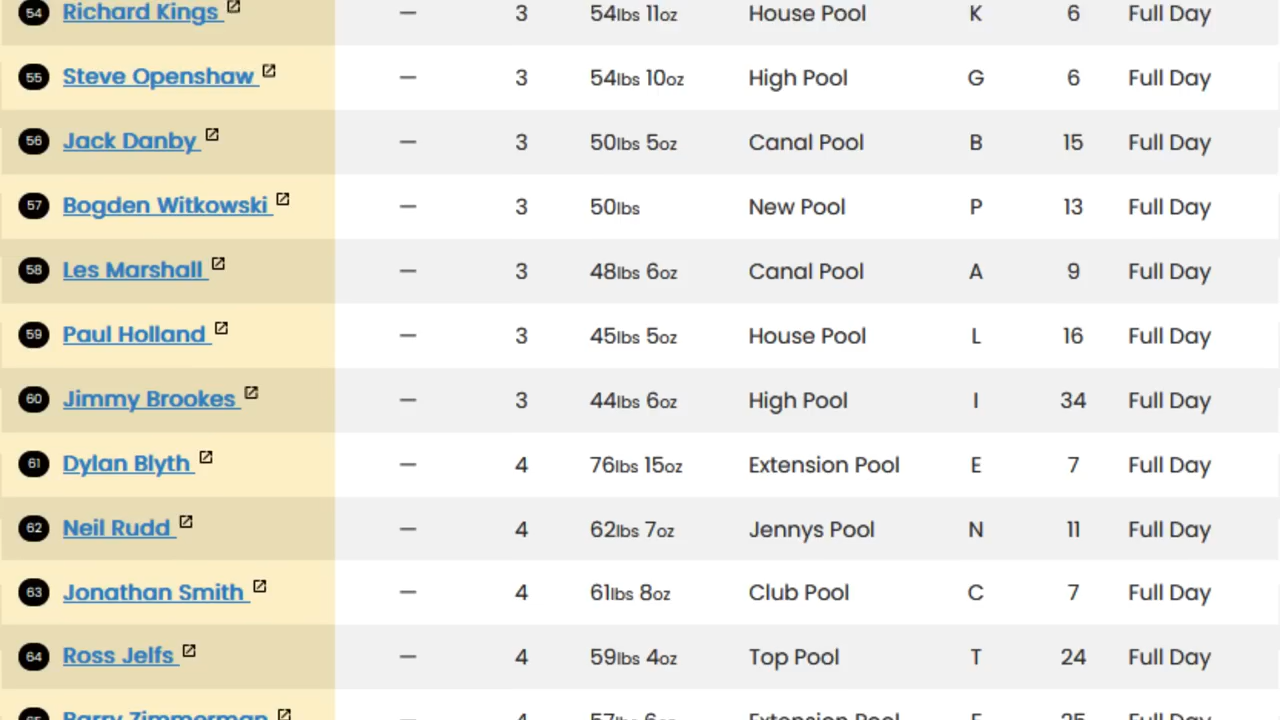 54 Richard Kings — 3 54lbs 11oz House Pool K 6 Full Day
55 Steve Openshaw — 3 54lbs 10oz High Pool G 6 Full Day
56 Jack Danby — 3 50lbs 5oz Canal Pool B 15 Full Day
57 Bogden Witkowski — 3 50lbs New Pool P 13 Full Day
58 Les Marshall — 3 48lbs 6oz Canal Pool A 9 Full Day
59 Paul Holland — 3 45lbs 5oz House Pool L 16 Full Day
60 Jimmy Brookes — 3 44lbs 6oz High Pool I 34 Full Day
61 Dylan Blyth — 4 76lbs 15oz Extension Pool E 7 Full Day
62 Neil Rudd — 4 62lbs 7oz Jennys Pool N 11 Full Day
63 Jonathan Smith — 4 61lbs 8oz Club Pool C 7 Full Day
64 Ross Jelfs — 4 59lbs 4oz Top Pool T 24 Full Day
65 Barry Zimmerman 4 57lbs 6oz Extension Pool 25 Full Day